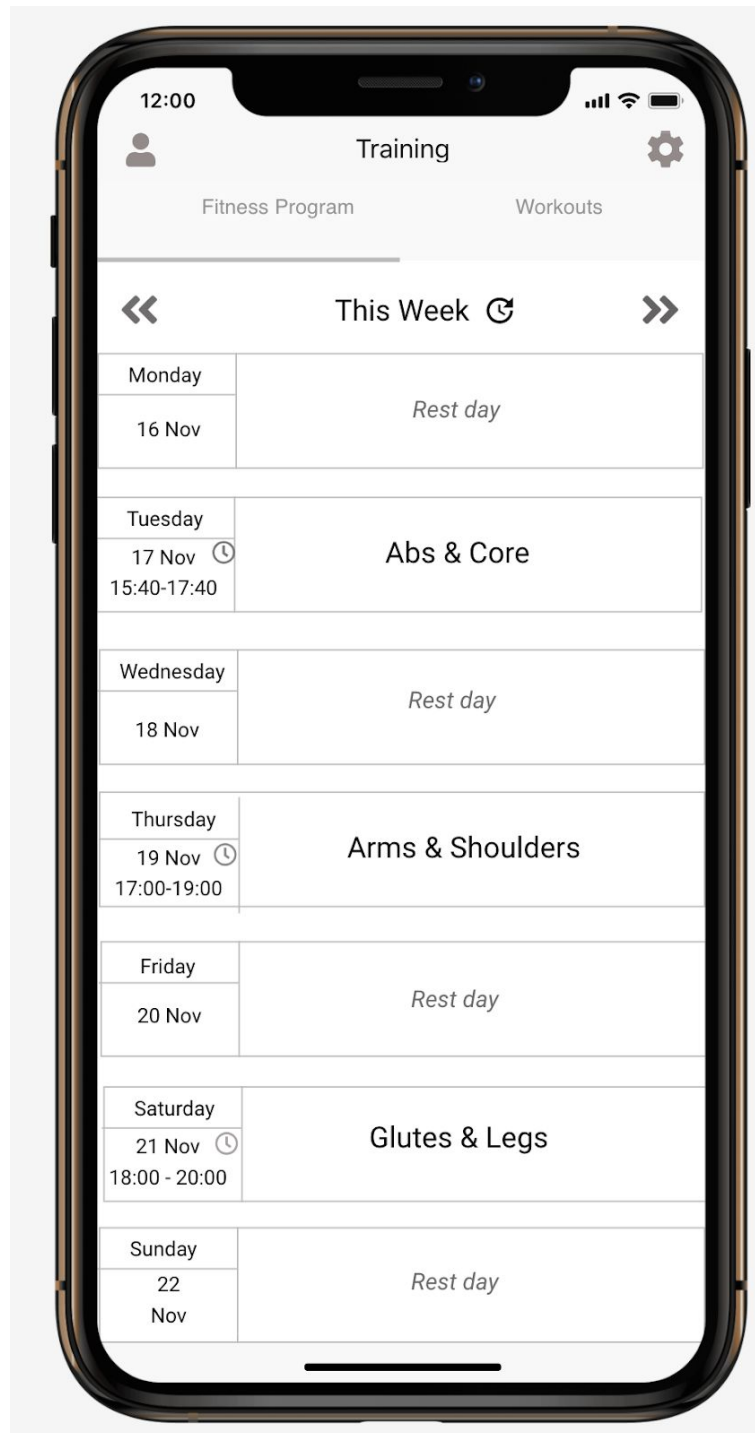 12:00
Training
Fitness Program Workouts
This Week
Monday
16 Nov
Rest day
Tuesday
17 Nov
15:40-17:40
Abs & Core
Wednesday
18 Nov
Rest day
Thursday
19 Nov
17:00-19:00
Arms & Shoulders
Friday
20 Nov
Rest day
Saturday
21 Nov
18:00 - 20:00
Glutes & Legs
Sunday
22
Nov
Rest day